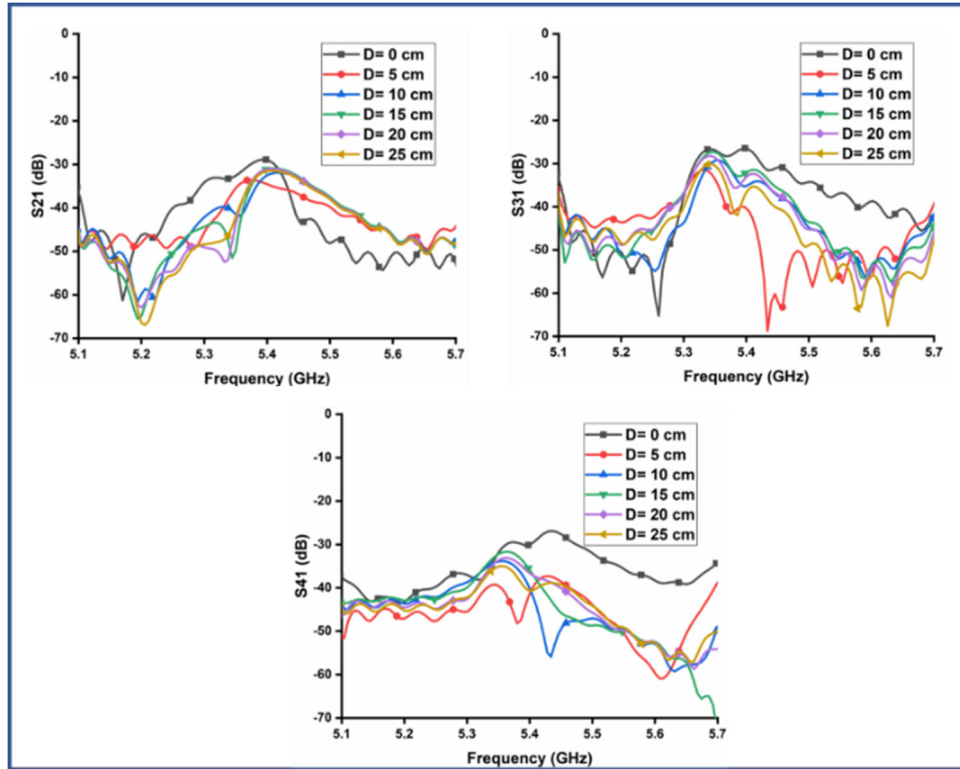 0
-10
-20
-30
-40
-50
-60
-70
S21 (dB)
D= 0 cm
D= 5 cm
D= 10 cm
D= 15 cm
D= 20 cm
D= 25 cm
5.1 5.2 5.3 5.4 5.5 5.6 5.7
Frequency (GHz)
0
-10
-20
-30
-40
-50
-60
-70
S31 (dB)
D= 0 cm
D= 5 cm
D= 10 cm
D= 15 cm
D= 20 cm
D= 25 cm
5.1 5.2 5.3 5.4 5.5 5.6 5.7
Frequency (GHz)
0
-10
-20
-30
-40
-50
-60
-70
S41 (dB)
D= 0 cm
D= 5 cm
D= 10 cm
D= 15 cm
D= 20 cm
D= 25 cm
5.1 5.2 5.3 5.4 5.5 5.6 5.7
Frequency (GHz)